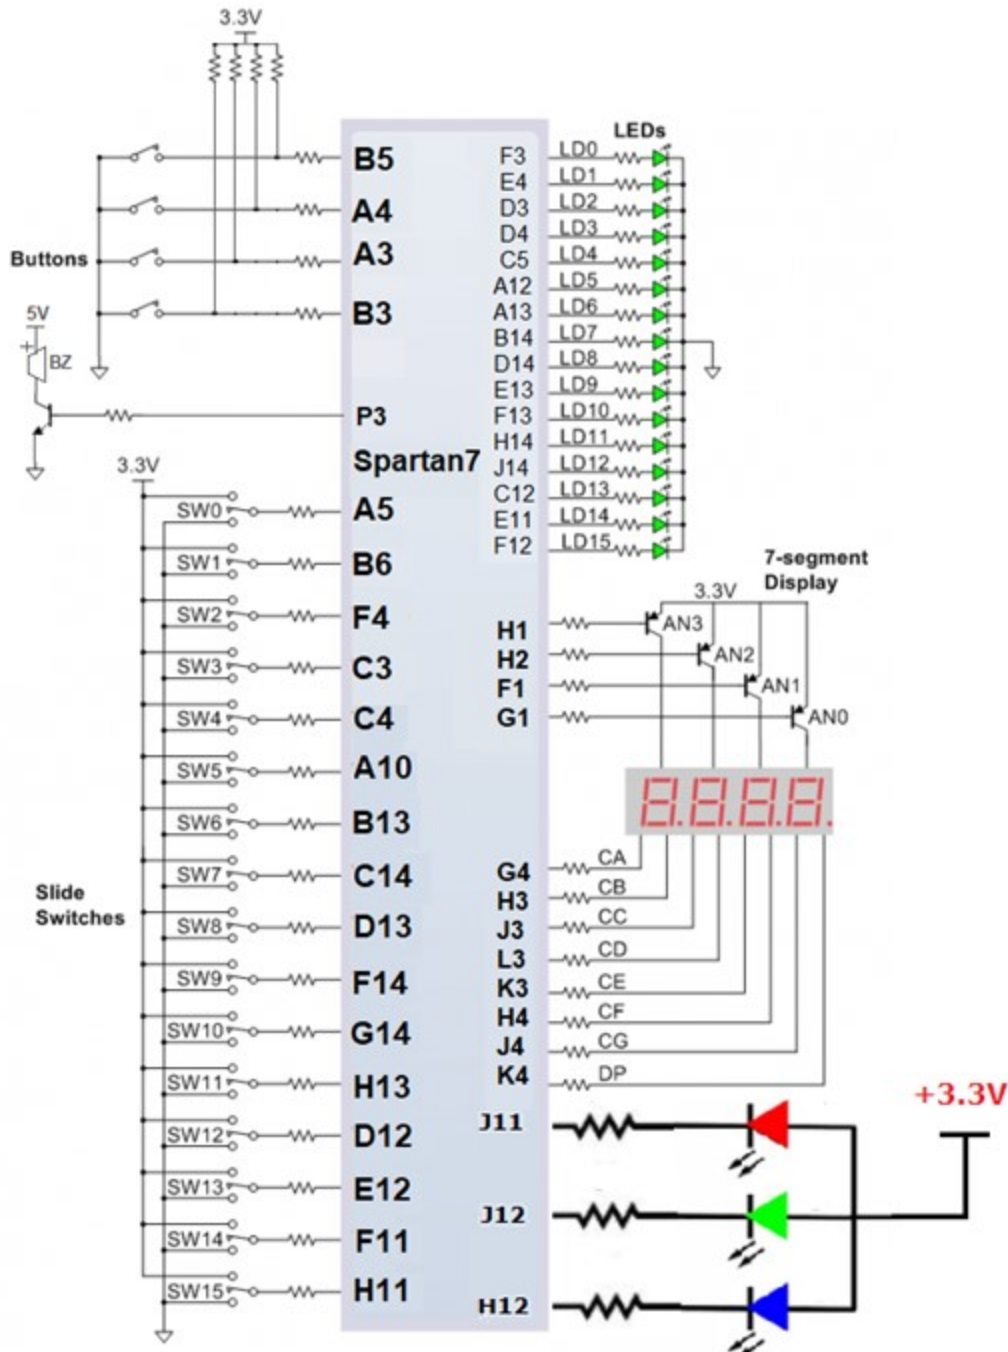 3.3V
Buttons
B5
A4
A3
B3
5V
+
BZ
P3
Spartan7
3.3V
SW0 A5
SW1 B6
SW2 F4
SW3 C3
SW4 C4
SW5 A10
SW6 B13
SW7 C14
SW8 D13
SW9 F14
SW10 G14
SW11 H13
SW12 D12
SW13 E12
SW14 F11
SW15 H11
Slide
Switches
LEDs
F3 LD0
E4 LD1
D3 LD2
D4 LD3
C5 LD4
A12 LD5
A13 LD6
B14 LD7
D14 LD8
E13 LD9
F13 LD10
H14 LD11
J14 LD12
C12 LD13
E11 LD14
F12 LD15
7-segment
Display
3.3V
H1 AN3
H2 AN2
F1 AN1
G1 AN0
8.8.8.8.
G4 CA
H3 CB
J3 CC
L3 CD
K3 CE
H4 CF
J4 CG
K4 DP
+3.3V
J11
J12
H12